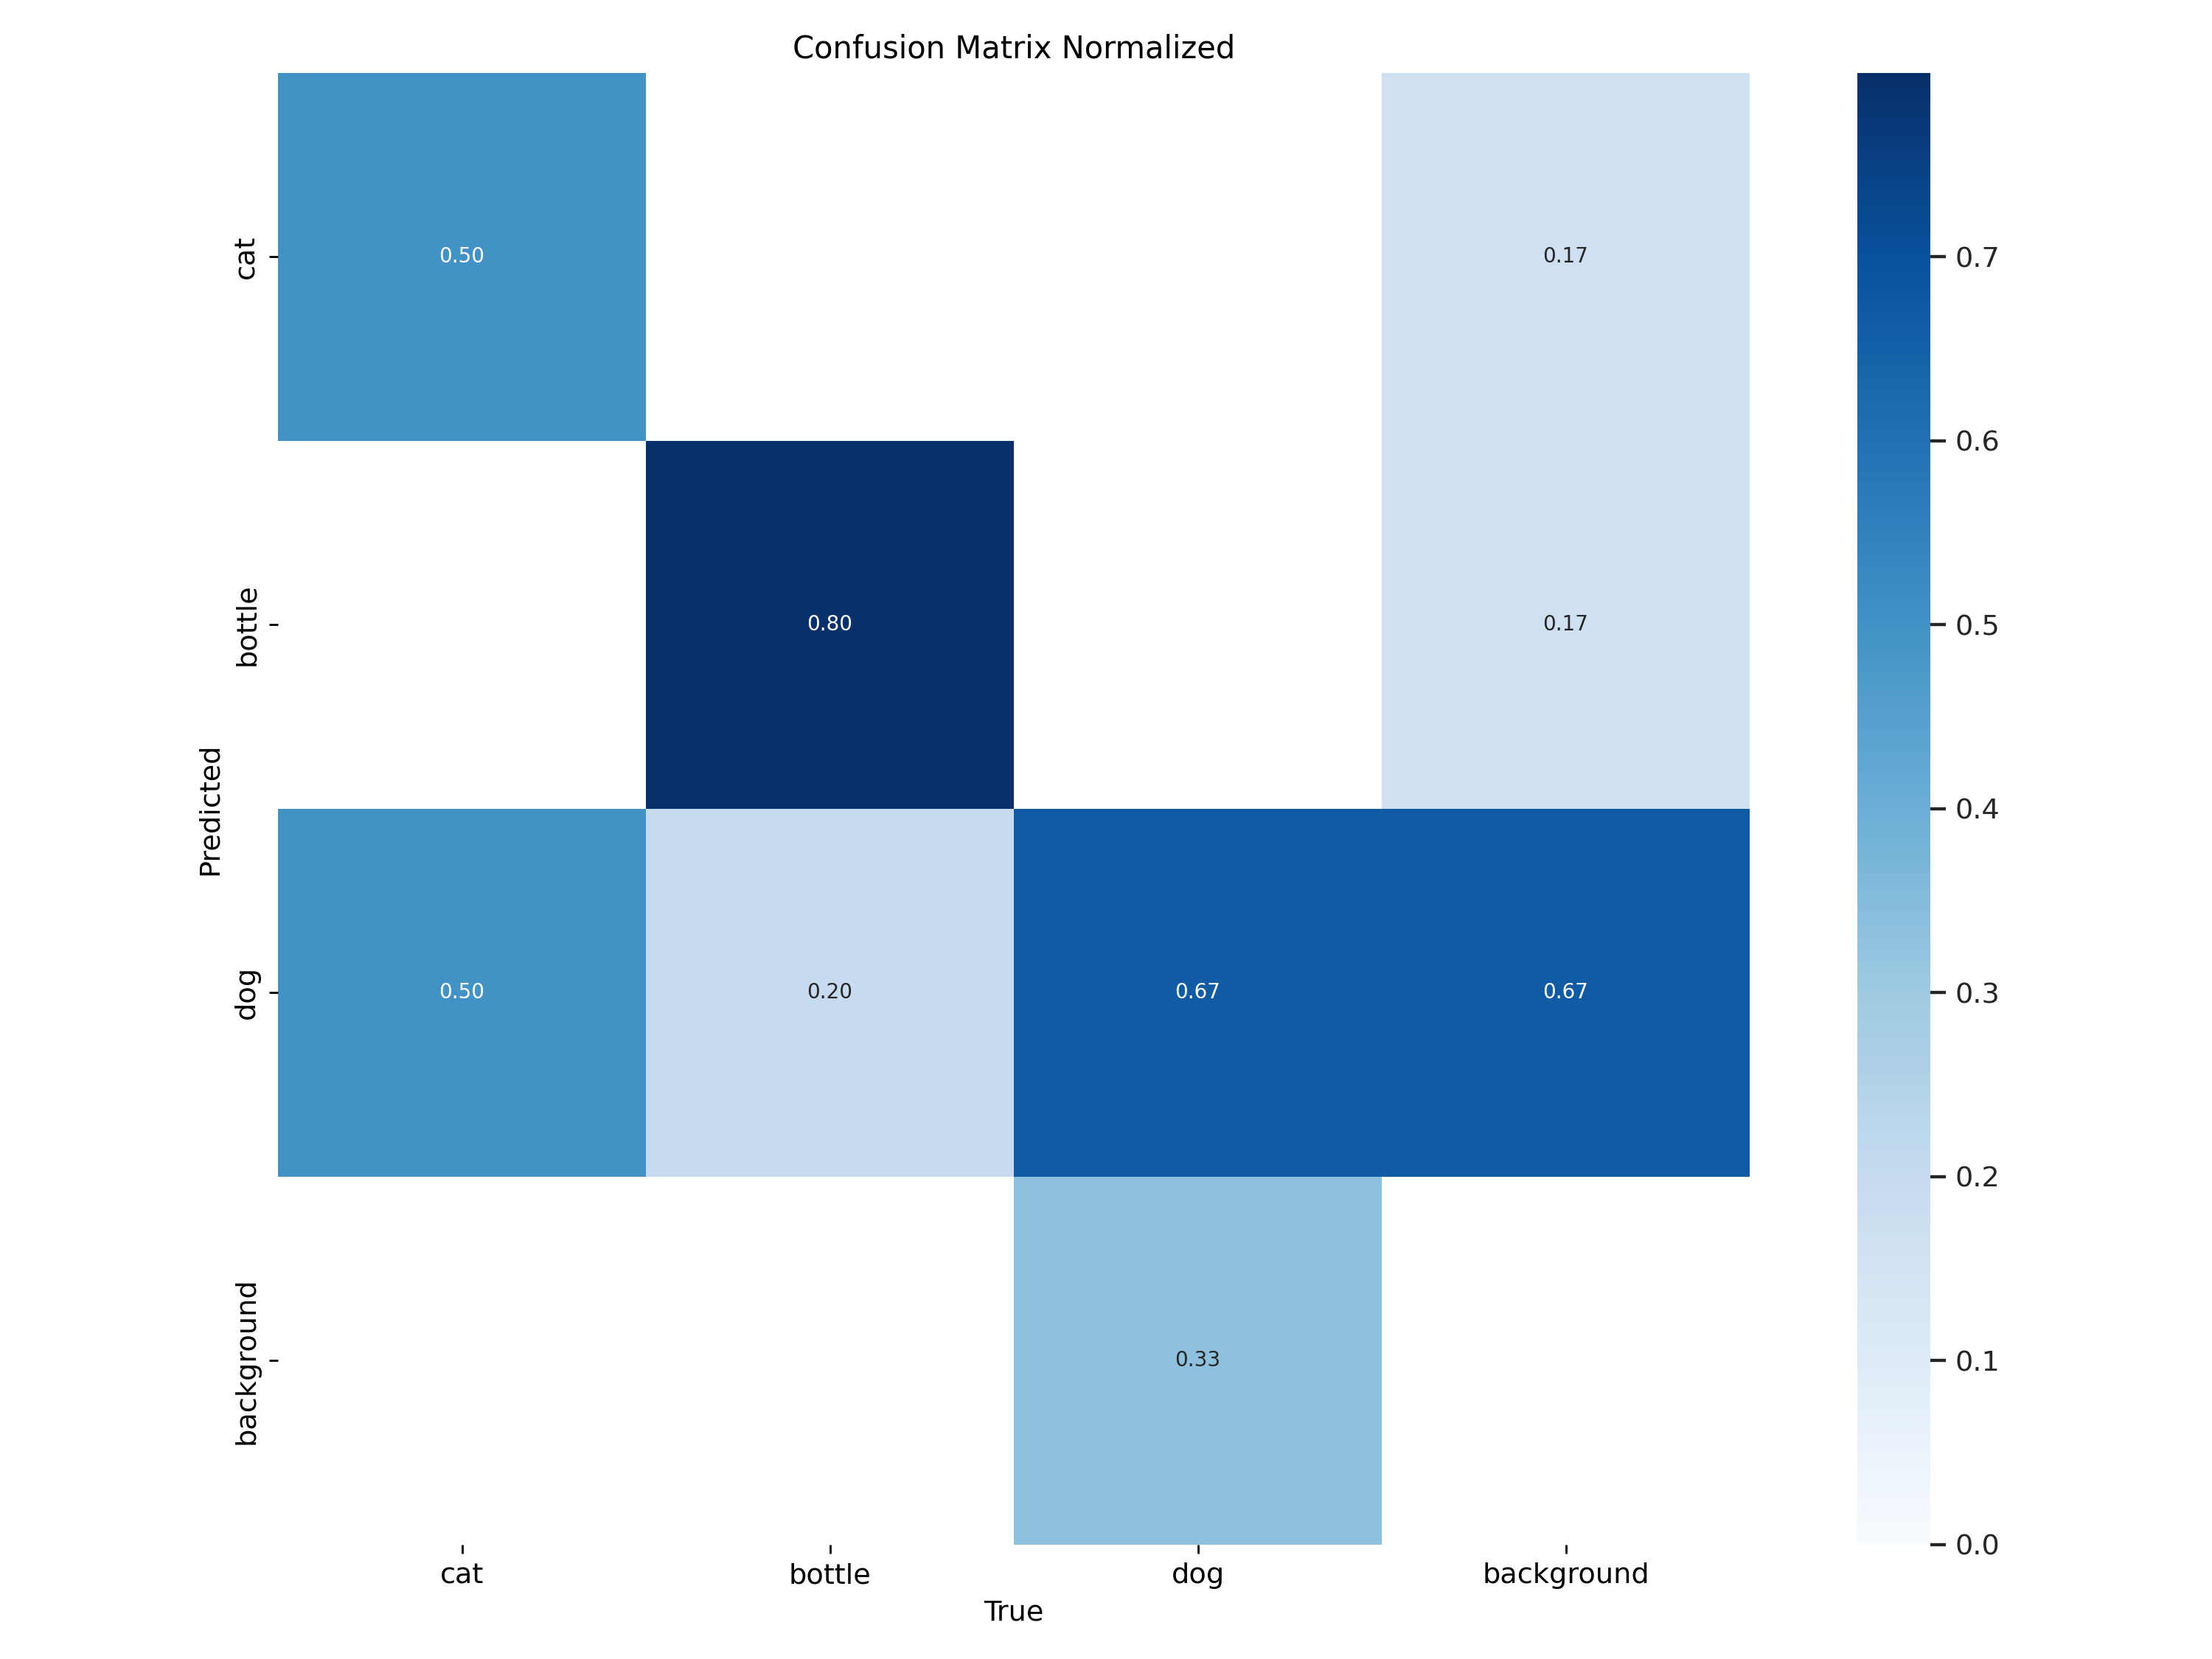 Confusion Matrix Normalized
cat
0.50
0.17
0.7
0.6
bottle
0.80
0.17
0.5
Predicted
0.4
dog
0.50
0.20
0.67
0.67
0.3
0.2
background
0.33
0.1
0.0
cat
bottle
dog
background
True